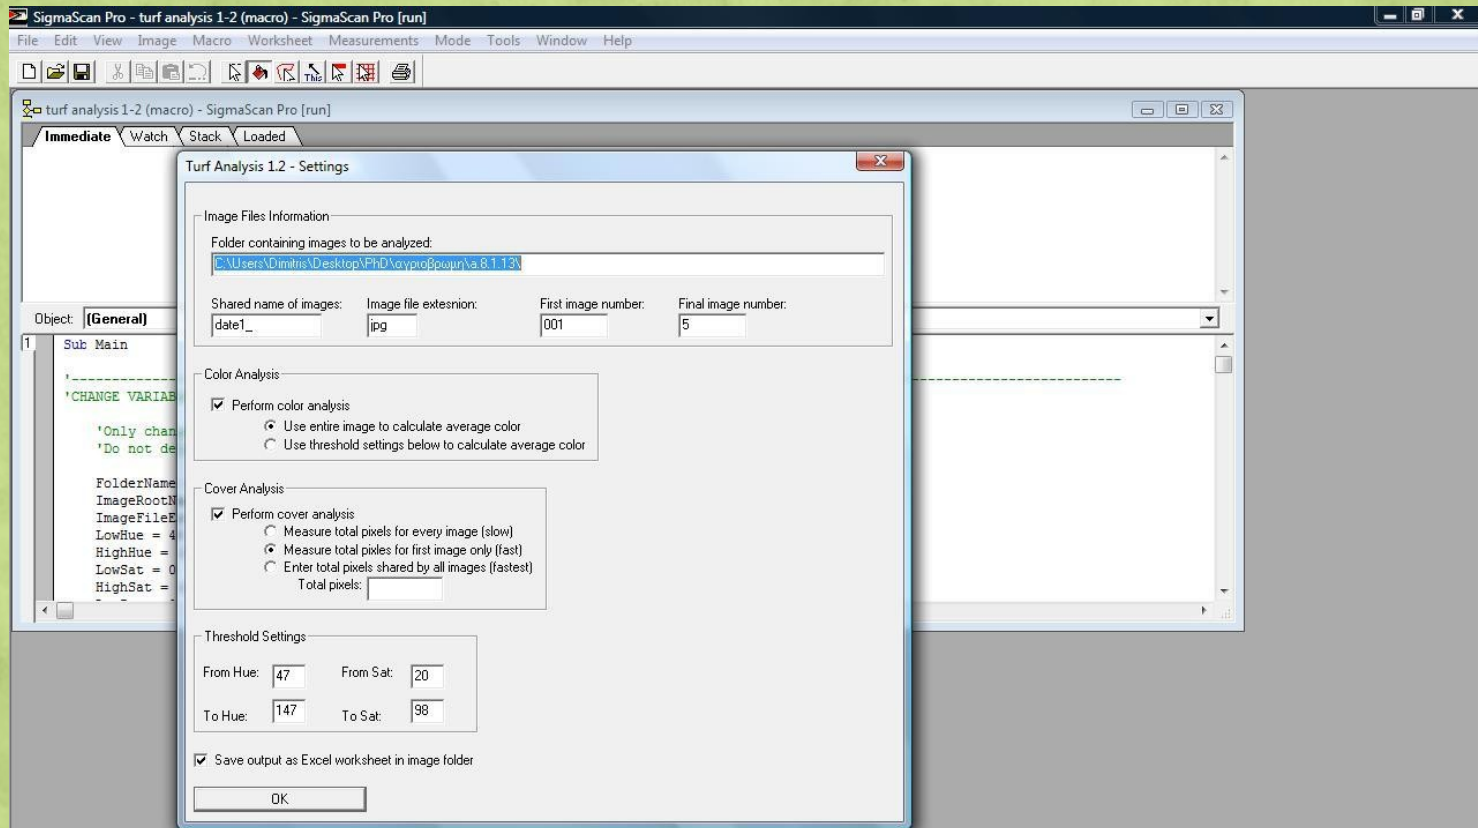 SigmaScan Pro - turf analysis 1-2 (macro) - SigmaScan Pro [run]
File Edit View Image Macro Worksheet Measurements Mode Tools Window Help
This
turf analysis 1-2 (macro) - SigmaScan Pro [run]
Immediate Watch Stack Loaded
Turf Analysis 1.2 - Settings
Image Files Information
Folder containing images to be analyzed:
C:\Users\Dimitris\Desktop\PhD\αγριοβρωμη\a.8.1.13\
Shared name of images: Image file extesnion: First image number: Final image number:
date1_ jpg 001 5
Object: (General)
1
Sub Main
'CHANGE VARIAB
'Only chan
'Do not de
FolderName
ImageRootN
ImageFileE
LowHue = 4
HighHue =
LowSat = 0
HighSat =
Color Analysis
Perform color analysis
Use entire image to calculate average color
Use threshold settings below to calculate average color
Cover Analysis
Perform cover analysis
Measure total pixels for every image (slow)
Measure total pixles for first image only (fast)
Enter total pixels shared by all images (fastest)
Total pixels:
Threshold Settings
From Hue: 47 From Sat: 20
To Hue: 147 To Sat: 98
Save output as Excel worksheet in image folder
OK